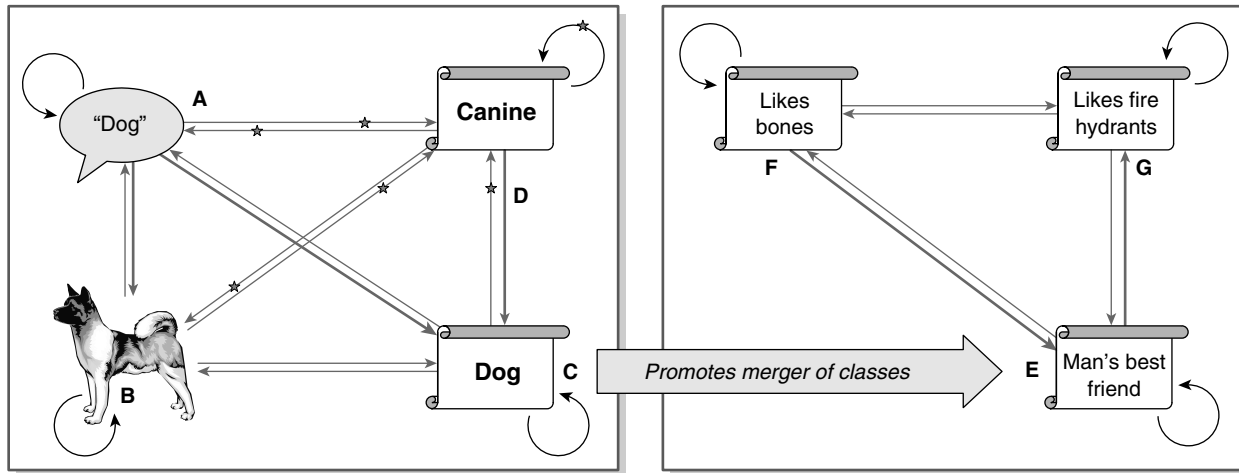 A
"Dog"
Canine
D
B
Dog
C
Promotes merger of classes
Likes
bones
F
Likes fire
hydrants
G
E
Man's best
friend